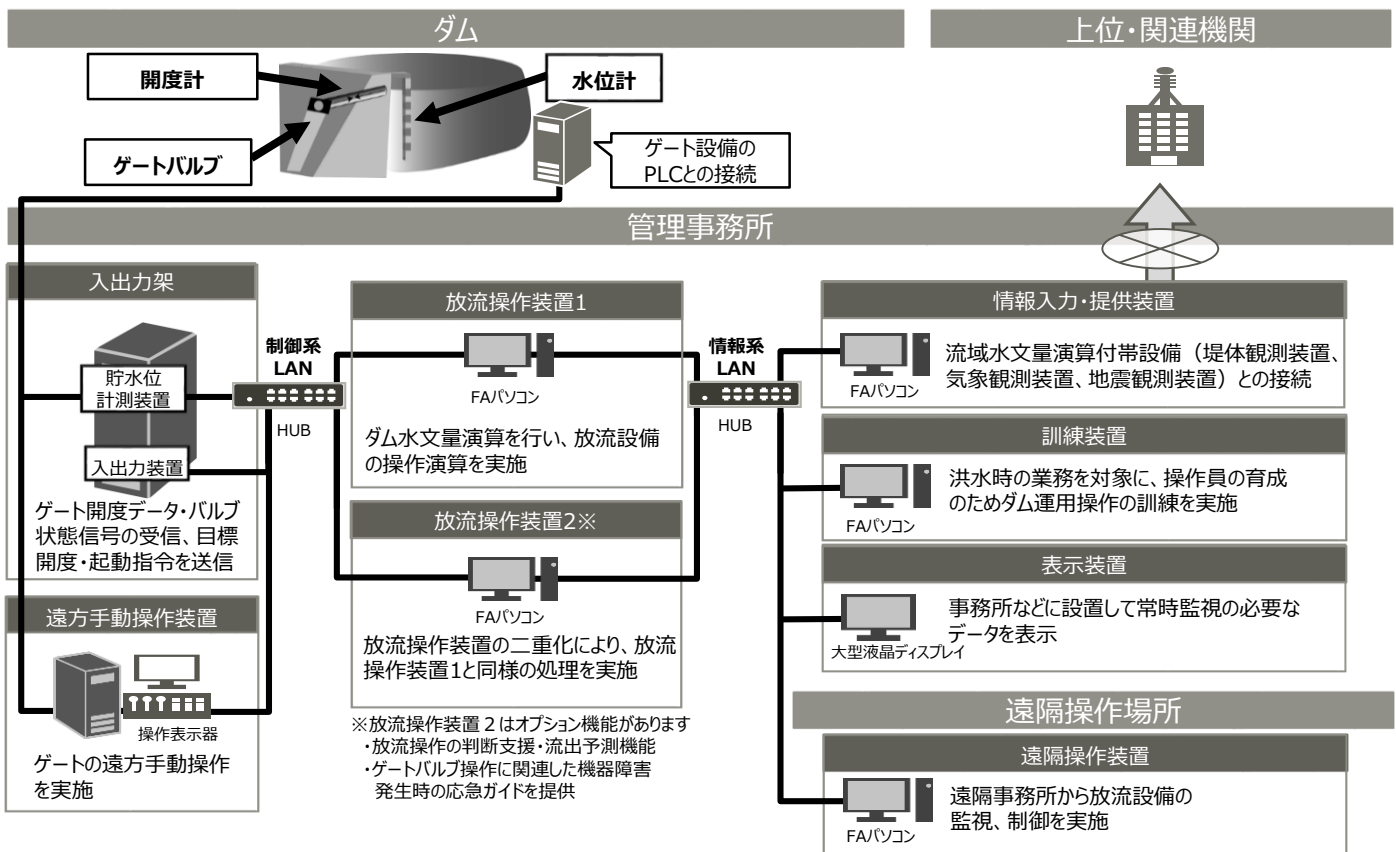 ダム
上位・関連機関
開度計
水位計
ゲートバルブ
ゲート設備の
PLCとの接続
管理事務所
入出力架
貯水位
計測装置
入出力装置
ゲート開度データ・バルブ
状態信号の受信、目標
開度・起動指令を送信
遠方手動操作装置
操作表示器
ゲートの遠方手動操作
を実施
制御系
LAN
HUB
放流操作装置1
FAパソコン
ダム水文量演算を行い、放流設備
の操作演算を実施
放流操作装置2※
FAパソコン
放流操作装置の二重化により、放流
操作装置1と同様の処理を実施
※放流操作装置２はオプション機能があります
・放流操作の判断支援・流出予測機能
・ゲートバルブ操作に関連した機器障害
発生時の応急ガイドを提供
情報系
LAN
HUB
情報入力・提供装置
FAパソコン
流域水文量演算付帯設備（堤体観測装置、
気象観測装置、地震観測装置）との接続
訓練装置
FAパソコン
洪水時の業務を対象に、操作員の育成
のためダム運用操作の訓練を実施
表示装置
大型液晶ディスプレイ
事務所などに設置して常時監視の必要な
データを表示
遠隔操作場所
遠隔操作装置
FAパソコン
遠隔事務所から放流設備の
監視、制御を実施